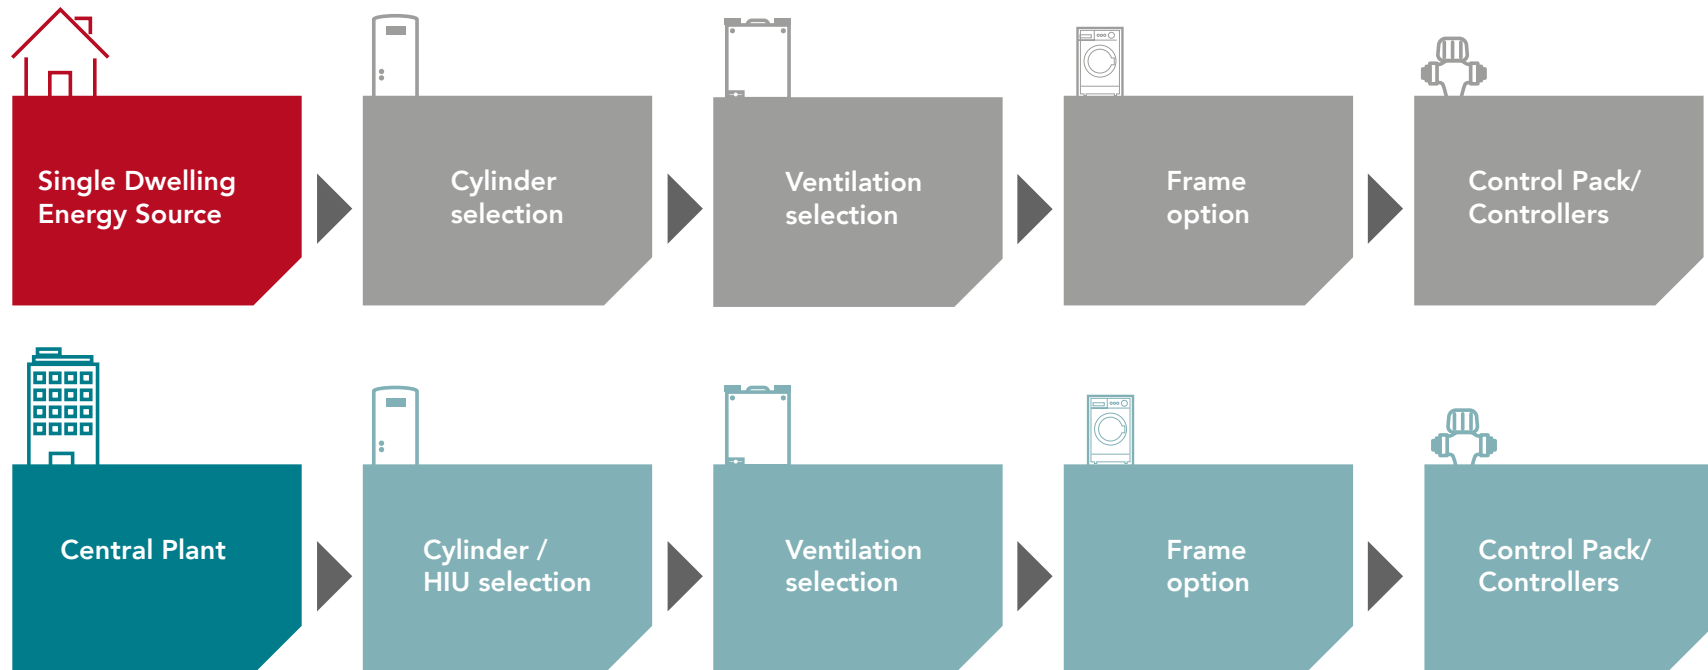 Single Dwelling
Energy Source
Cylinder
selection
Ventilation
selection
Frame
option
Control Pack/
Controllers
Central Plant
Cylinder /
HIU selection
Ventilation
selection
Frame
option
Control Pack/
Controllers